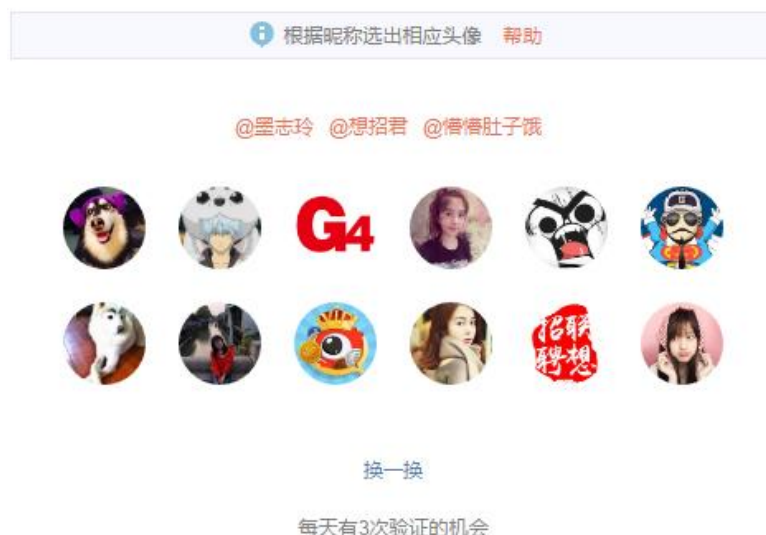 根据昵称选出相应头像 帮助
@墨志玲 @想招君 @懵懵肚子饿
G4
联想
招聘
换一换
每天有3次验证的机会